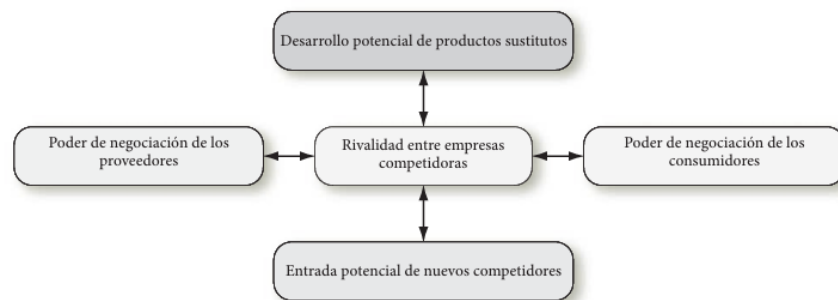 Desarrollo potencial de productos sustitutos
Poder de negociación de los
proveedores
Rivalidad entre empresas
competidoras
Poder de negociación de los
consumidores
Entrada potencial de nuevos competidores